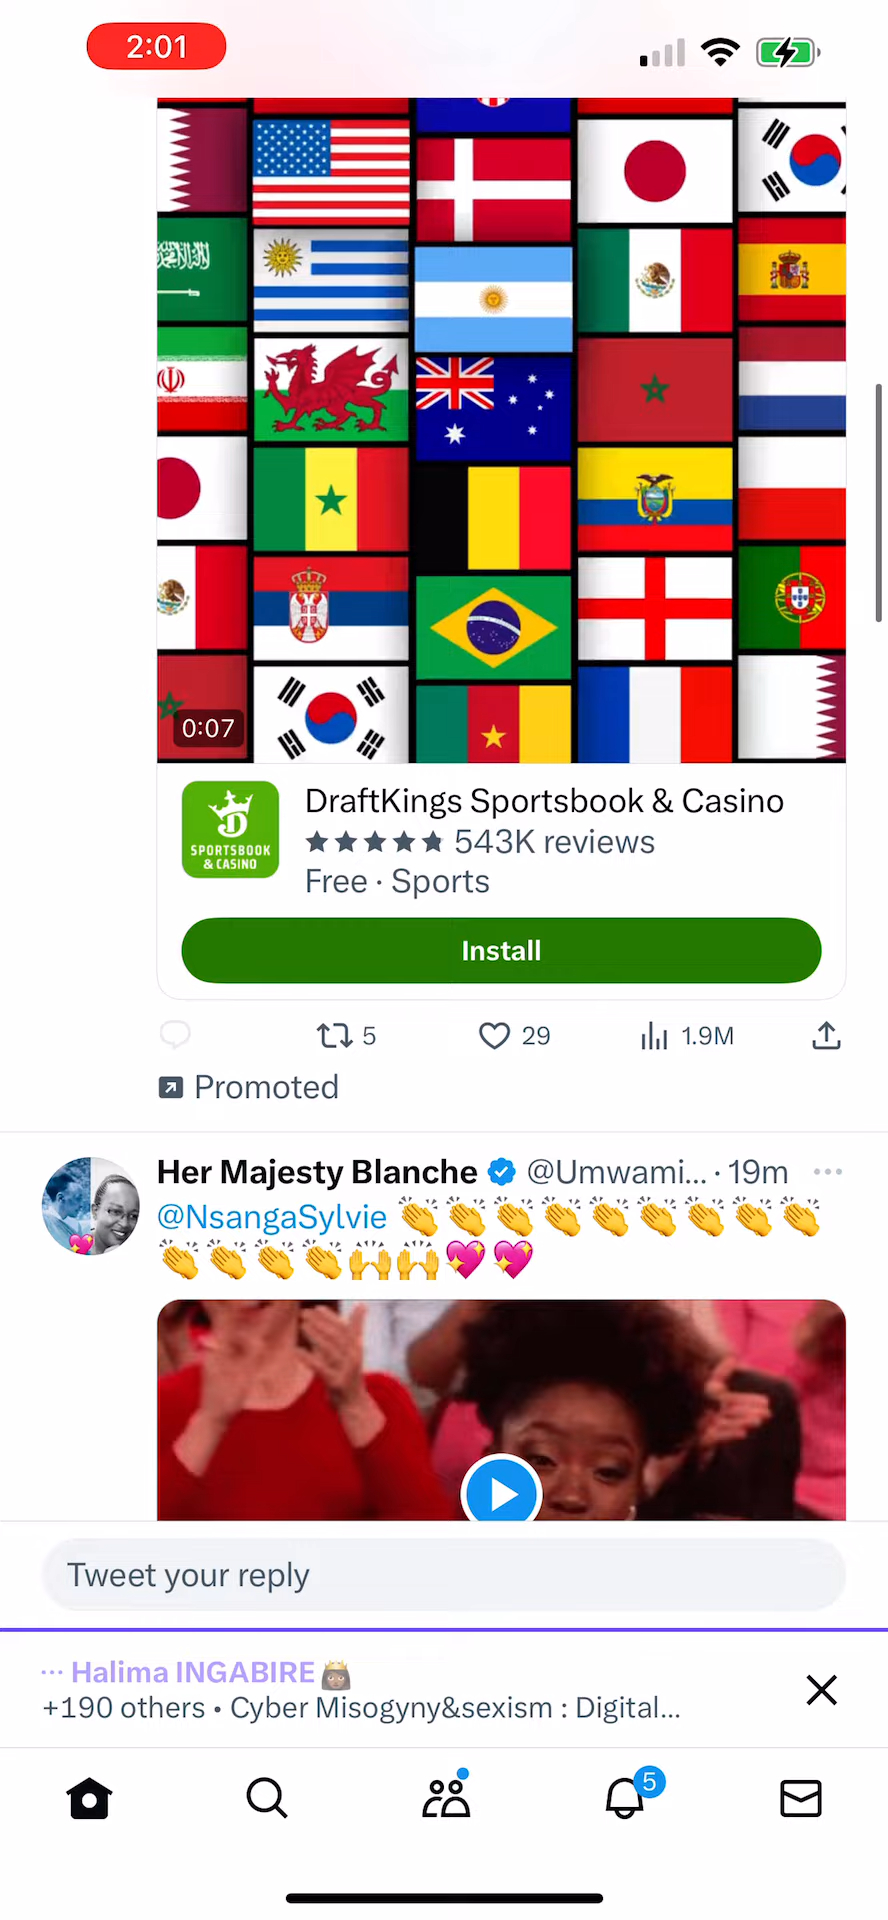 2:01
0:07
SPORTSBOOK
& CASINO
DraftKings Sportsbook & Casino
543K reviews
Free · Sports
Install
5 29 1.9M
Promoted
Her Majesty Blanche @Umwami... · 19m
@NsangaSylvie 👏👏👏👏👏👏👏👏👏
👏👏👏👏🙌🙌💖💖
Tweet your reply
··· Halima INGABIRE👸🏾
+190 others • Cyber Misogyny&sexism : Digital...
5